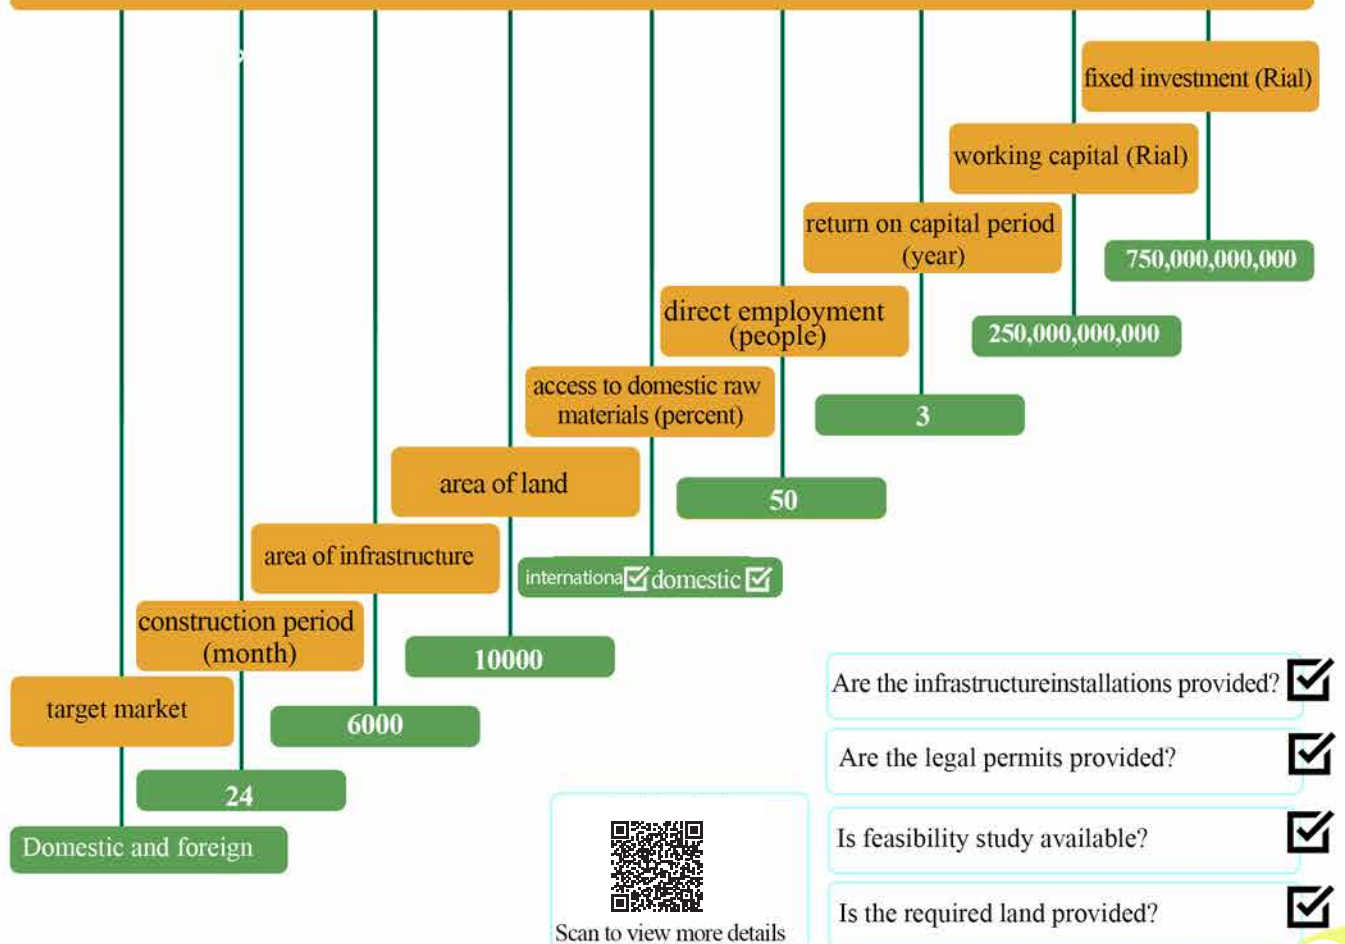 fixed investment (Rial)
working capital (Rial)
return on capital period
(year)
750,000,000,000
direct employment
(people)
250,000,000,000
access to domestic raw
materials (percent)
3
area of land
50
area of infrastructure
internationa domestic
construction period
(month)
10000
target market
6000
24
Domestic and foreign
Are the infrastructureinstallations provided?
Are the legal permits provided?
Is feasibility study available?
Is the required land provided?
Scan to view more details